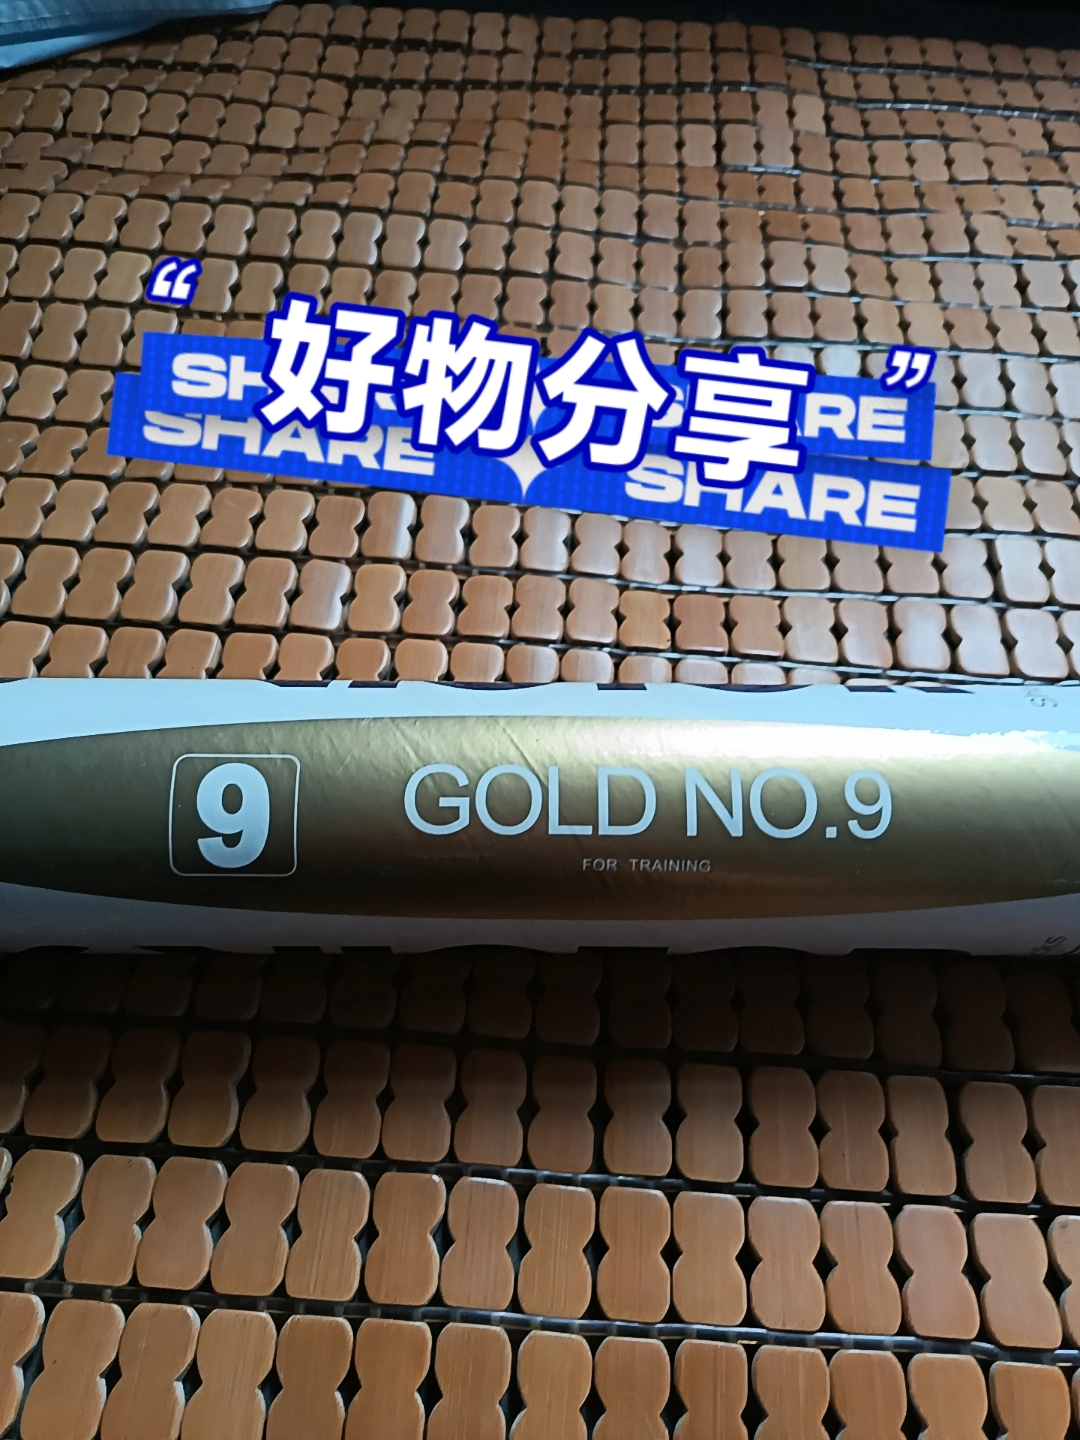 “好物分享”
SHARE SHARE
SHARE SHARE
9 GOLD NO.9
FOR TRAINING